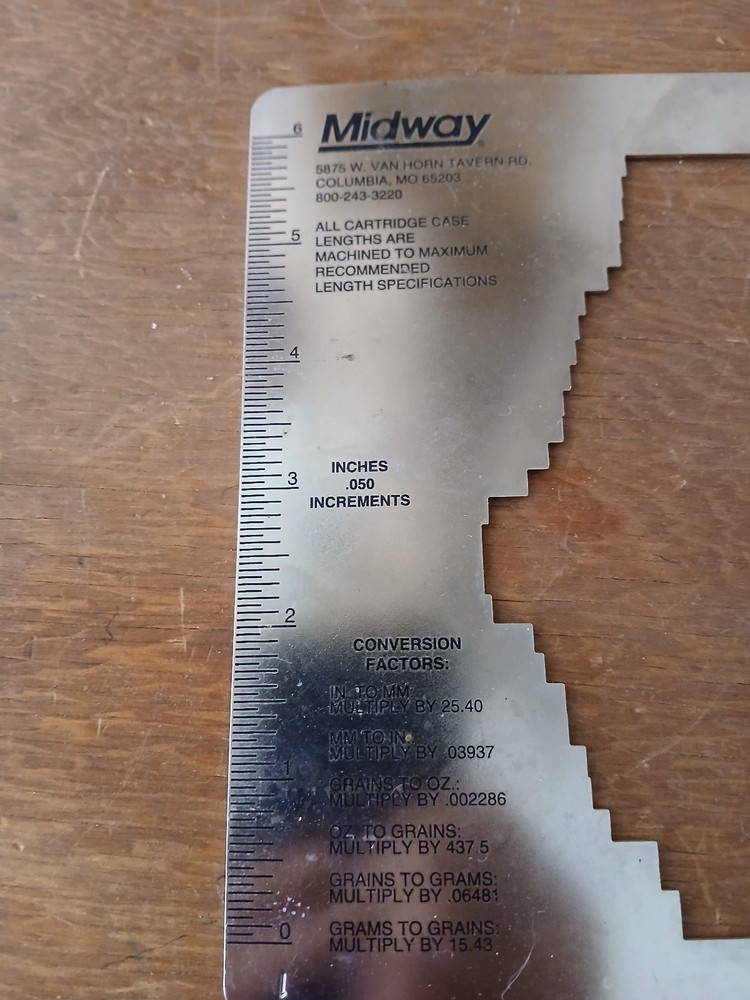 6
Midway
5875 W. VAN HORN TAVERN RD.
COLUMBIA, MO 65203
800-243-3220
ALL CARTRIDGE CASE
5
LENGTHS ARE
MACHINED TO MAXIMUM
RECOMMENDED
LENGTH SPECIFICATIONS
4
INCHES
3
.050
INCREMENTS
2
CONVERSION
FACTORS:
IN. TO MM:
MULTIPLY BY 25.40
MM TO IN:
MULTIPLY BY .03937
1
GRAINS TO OZ.:
MULTIPLY BY .002286
OZ. TO GRAINS:
MULTIPLY BY 437.5
GRAINS TO GRAMS:
MULTIPLY BY .06481
0
GRAMS TO GRAINS:
MULTIPLY BY 15.43